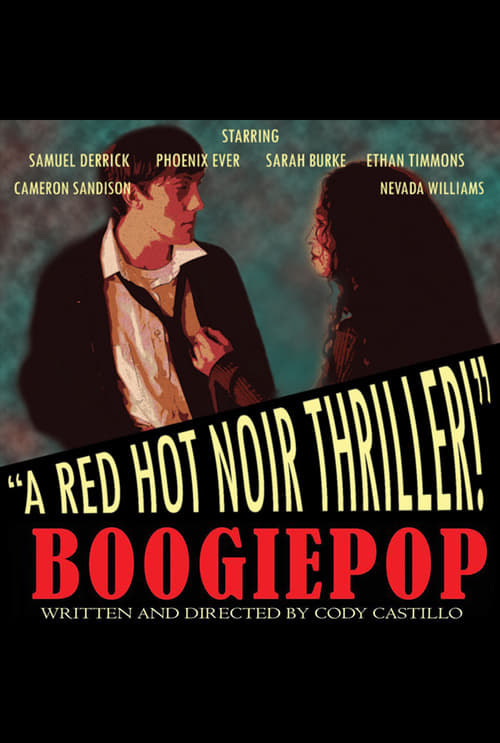 STARRING
SAMUEL DERRICK PHOENIX EVER SARAH BURKE ETHAN TIMMONS
CAMERON SANDISON NEVADA WILLIAMS
“A RED HOT NOIR THRILLER!”
BOOGIEPOP
WRITTEN AND DIRECTED BY CODY CASTILLO